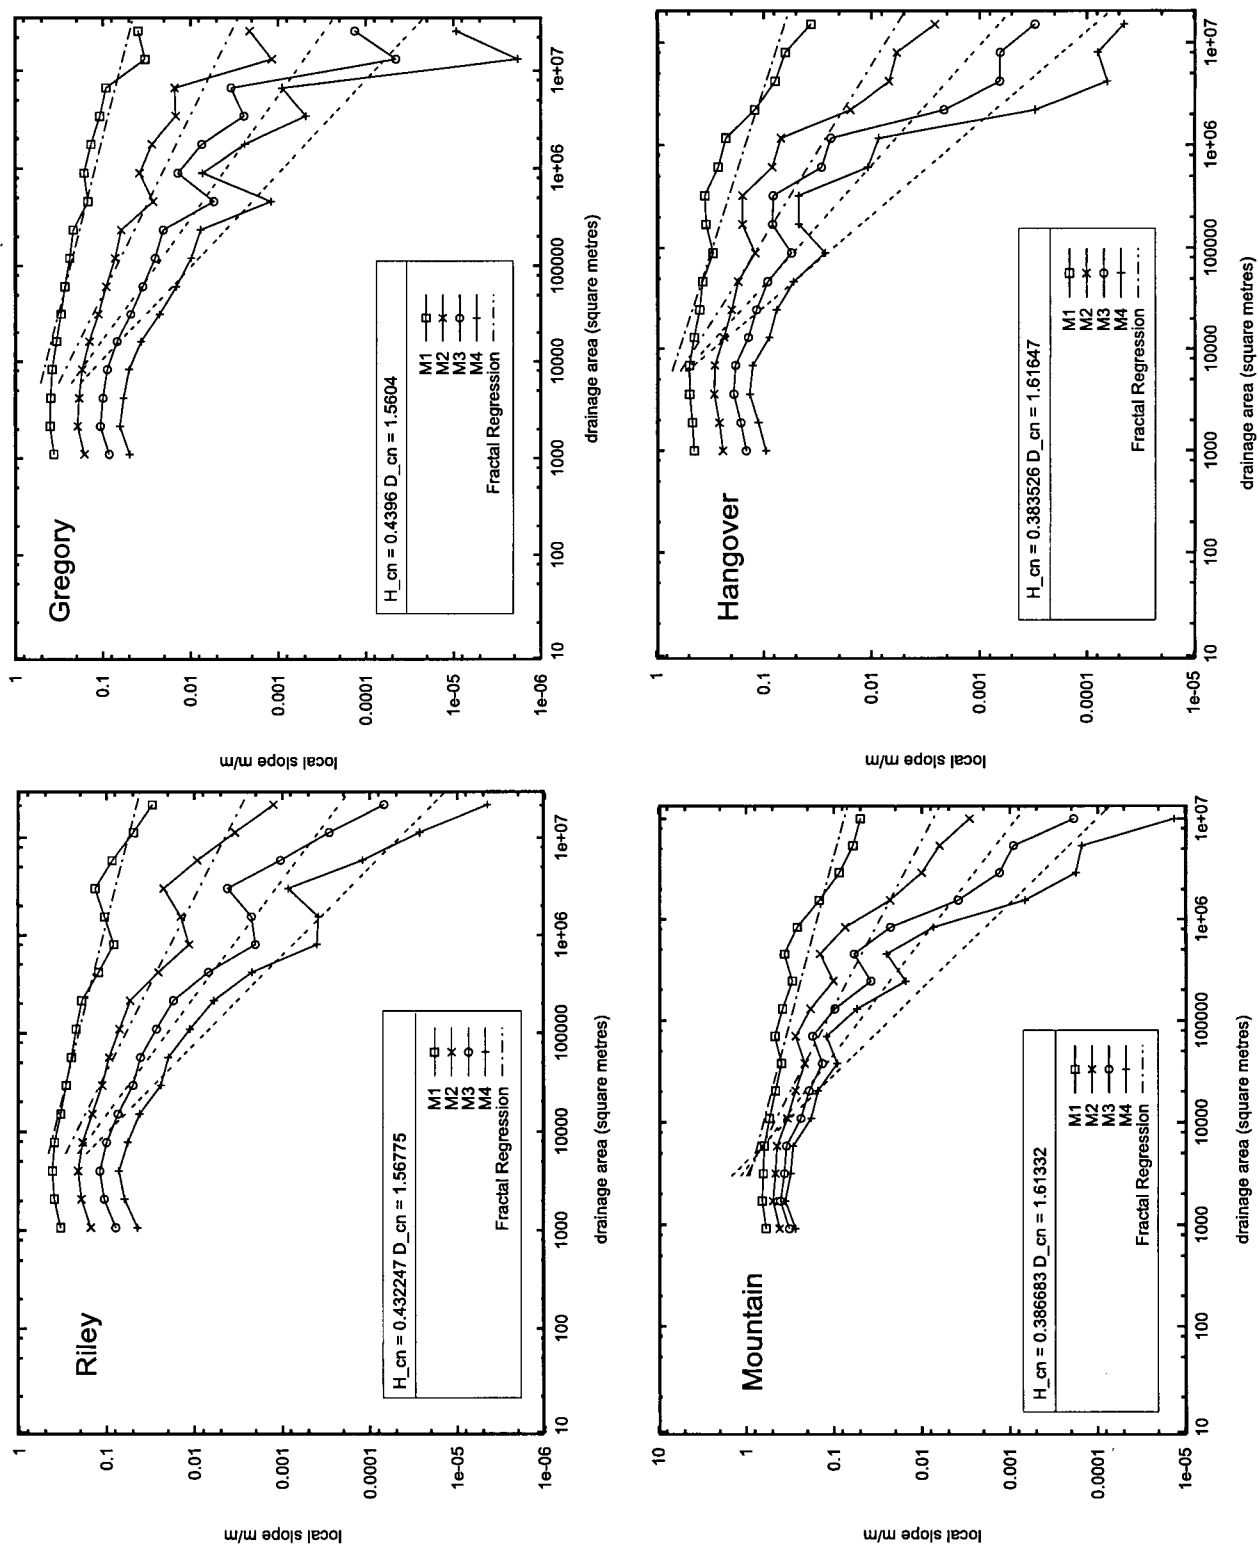 Riley
1
0.1
0.01
0.001
0.0001
1e-05
1e-06
local slope m/m
H_cn = 0.432247 D_cn = 1.56775
M1
M2
M3
M4
Fractal Regression
10 100 1000 10000 100000 1e+06 1e+07
drainage area (square metres)
Gregory
1
0.1
0.01
0.001
0.0001
1e-05
1e-06
local slope m/m
H_cn = 0.4396 D_cn = 1.5604
M1
M2
M3
M4
Fractal Regression
10 100 1000 10000 100000 1e+06 1e+07
drainage area (square metres)
Mountain
10
1
0.1
0.01
0.001
0.0001
1e-05
local slope m/m
H_cn = 0.386683 D_cn = 1.61332
M1
M2
M3
M4
Fractal Regression
10 100 1000 10000 100000 1e+06 1e+07
drainage area (square metres)
Hangover
1
0.1
0.01
0.001
0.0001
1e-05
local slope m/m
H_cn = 0.383526 D_cn = 1.61647
M1
M2
M3
M4
Fractal Regression
10 100 1000 10000 100000 1e+06 1e+07
drainage area (square metres)